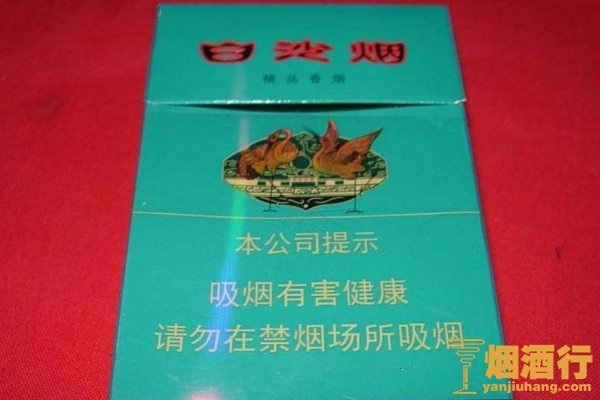 白沙烟
精品香烟
本公司提示
吸烟有害健康
请勿在禁烟场所吸烟
烟酒行
yanjiuhang.com